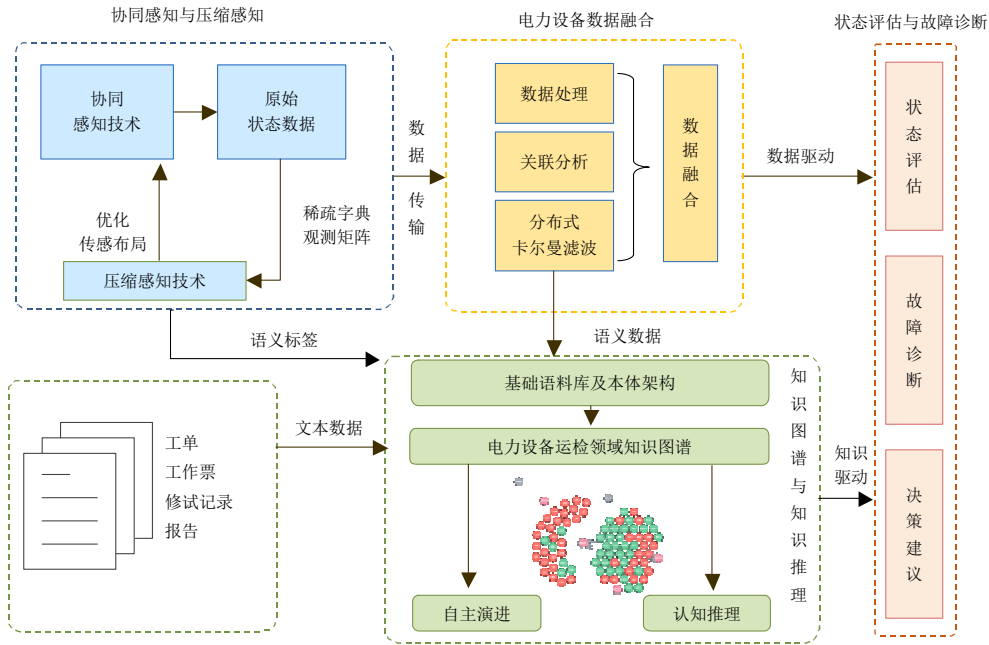 协同感知与压缩感知
电力设备数据融合
状态评估与故障诊断
协同
感知技术
原始
状态数据
优化
传感布局
稀疏字典
观测矩阵
压缩感知技术
数据传输
数据处理
关联分析
分布式
卡尔曼滤波
数据融合
数据驱动
状态评估
故障诊断
决策建议
语义标签
语义数据
基础语料库及本体架构
电力设备运检领域知识图谱
自主演进
认知推理
知识图谱与知识推理
知识
驱动
文本数据
工单
工作票
修试记录
报告